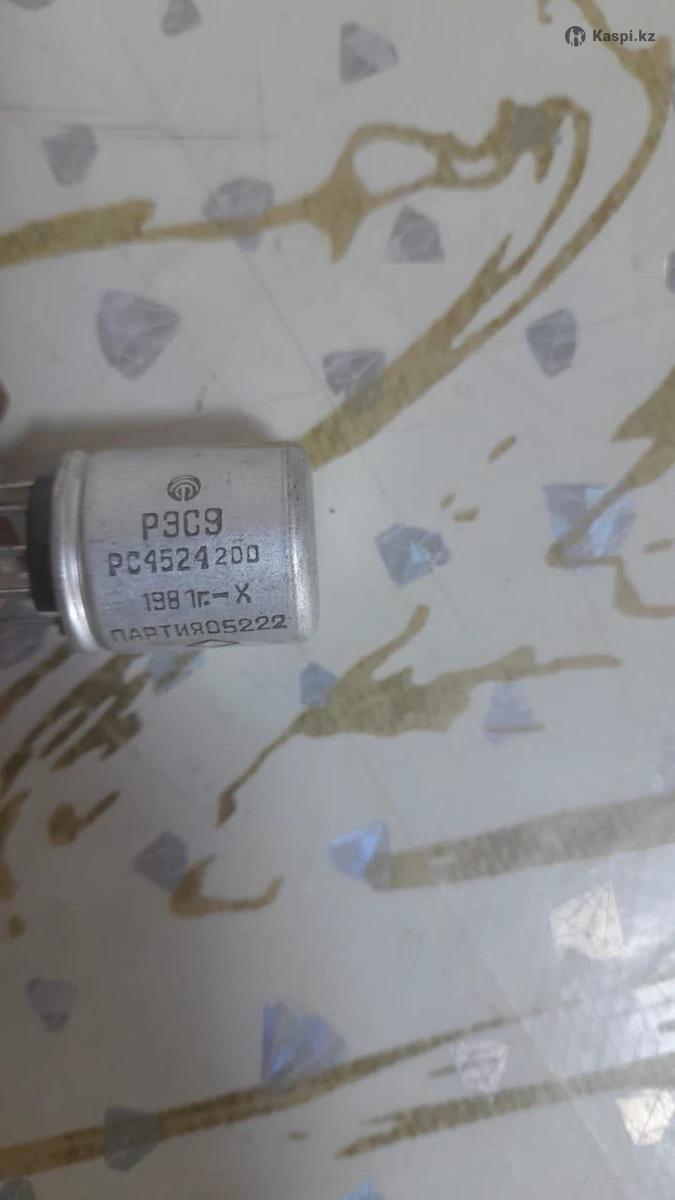 Kaspi.kz
РЭС9
РС4524200
1981г.-X
ПАРТИЯ05222